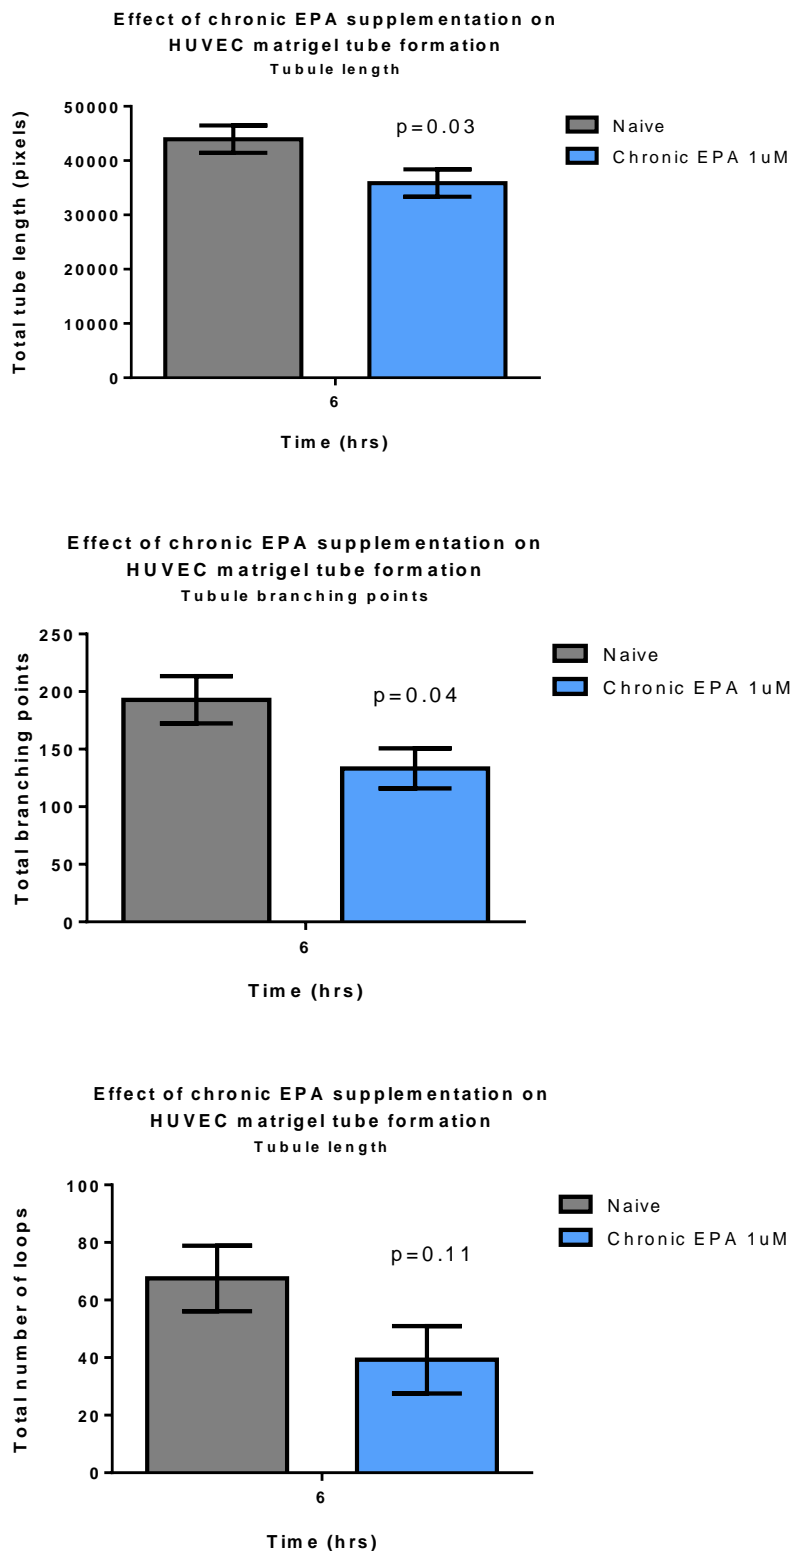 Effect of chronic EPA supplementation on
HUVEC matrigel tube formation
Tubule length
Total tube length (pixels)
50000
40000
30000
20000
10000
0
p=0.03
Naive
Chronic EPA 1uM
6
Time (hrs)
Effect of chronic EPA supplementation on
HUVEC matrigel tube formation
Tubule branching points
Total branching points
250
200
150
100
50
0
p=0.04
Naive
Chronic EPA 1uM
6
Time (hrs)
Effect of chronic EPA supplementation on
HUVEC matrigel tube formation
Tubule length
Total number of loops
100
80
60
40
20
0
p=0.11
Naive
Chronic EPA 1uM
6
Time (hrs)